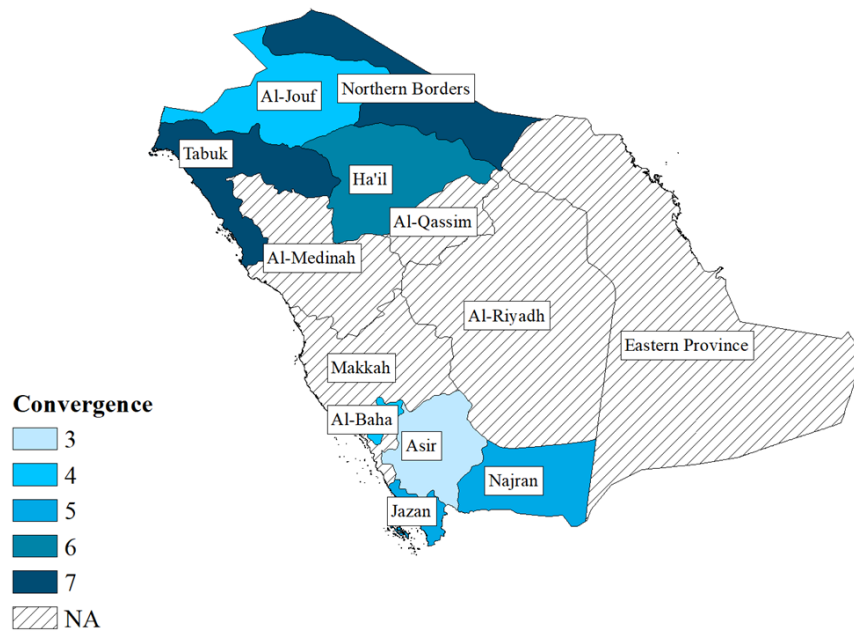 Al-Jouf
Northern Borders
Tabuk
Ha'il
Al-Qassim
Al-Medinah
Al-Riyadh
Eastern Province
Makkah
Al-Baha
Asir
Najran
Jazan
Convergence
3
4
5
6
7
NA